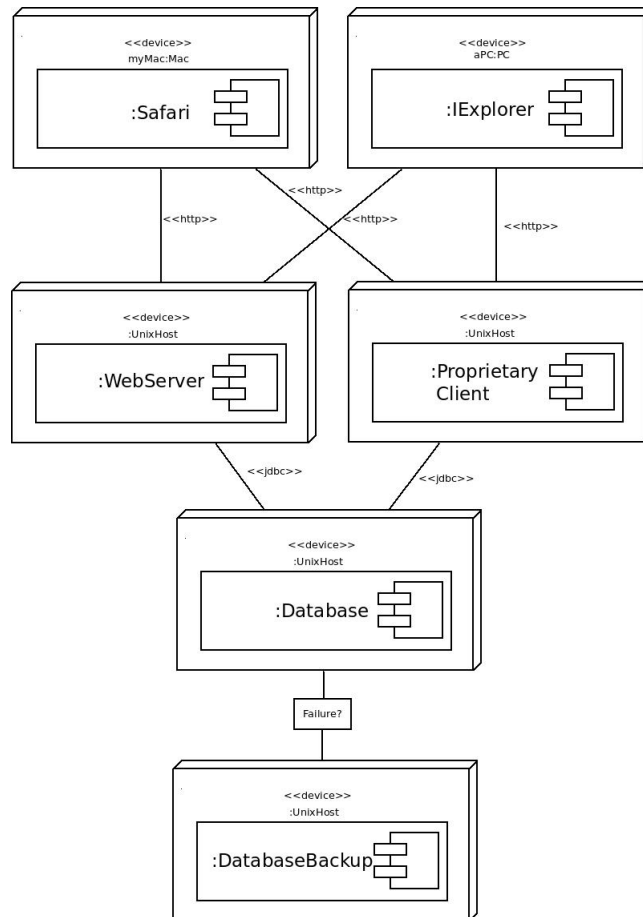 <<device>>
myMac:Mac
:Safari
<<device>>
aPC:PC
:IExplorer
<<http>>
<<http>>
<<http>>
<<http>>
<<device>>
:UnixHost
:WebServer
<<device>>
:UnixHost
:Proprietary
Client
<<jdbc>>
<<jdbc>>
<<device>>
:UnixHost
:Database
Failure?
<<device>>
:UnixHost
:DatabaseBackup